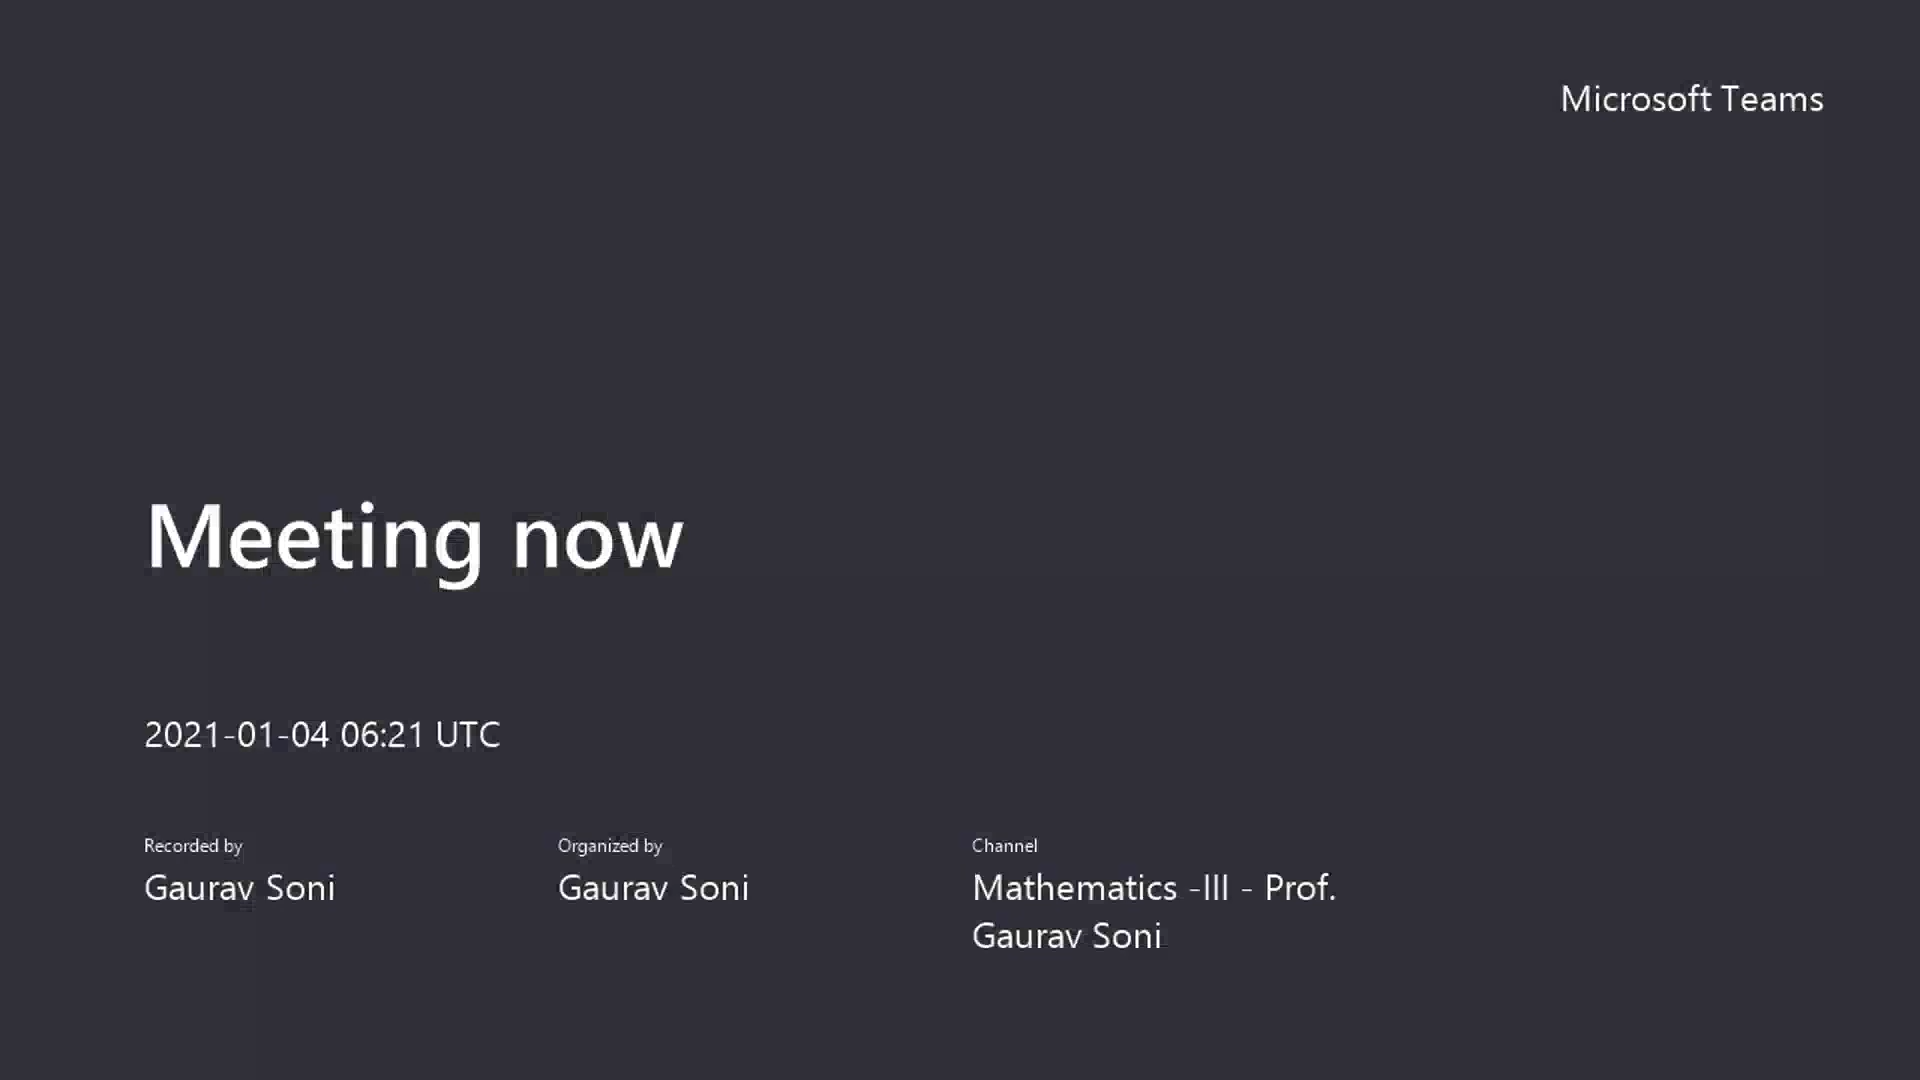 Microsoft Teams
Meeting now
2021-01-04 06:21 UTC
Recorded by
Gaurav Soni
Organized by
Gaurav Soni
Channel
Mathematics -III - Prof.
Gaurav Soni